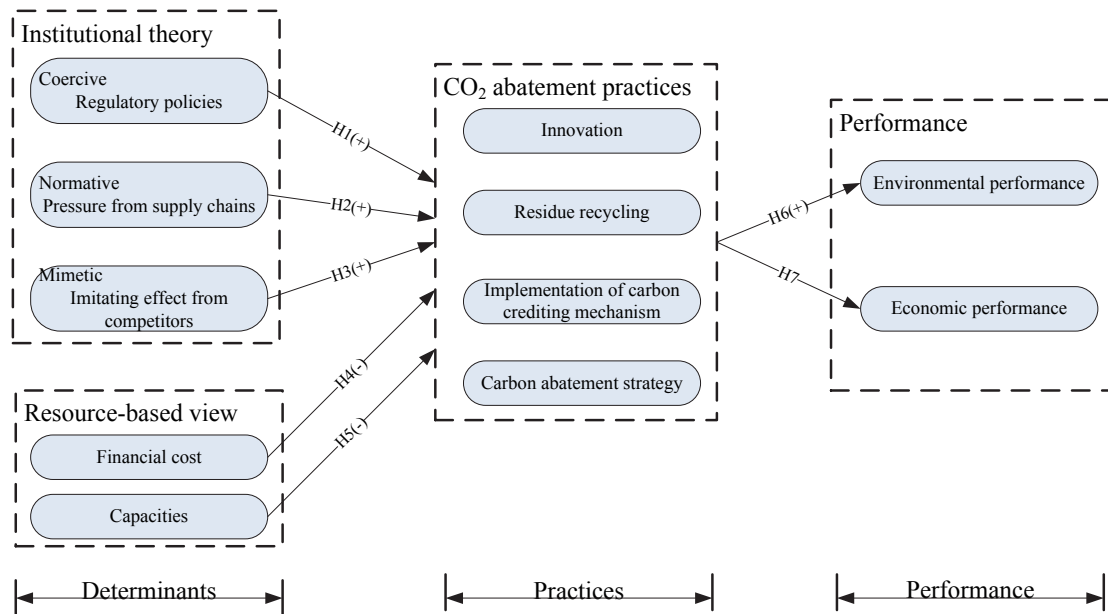 Institutional theory
Coercive
Regulatory policies
Normative
Pressure from supply chains
Mimetic
Imitating effect from
competitors
Resource-based view
Financial cost
Capacities
H1(+)
H2(+)
H3(+)
H4(-)
H5(-)
CO₂ abatement practices
Innovation
Residue recycling
Implementation of carbon
crediting mechanism
Carbon abatement strategy
H6(+)
H7
Performance
Environmental performance
Economic performance
Determinants
Practices
Performance